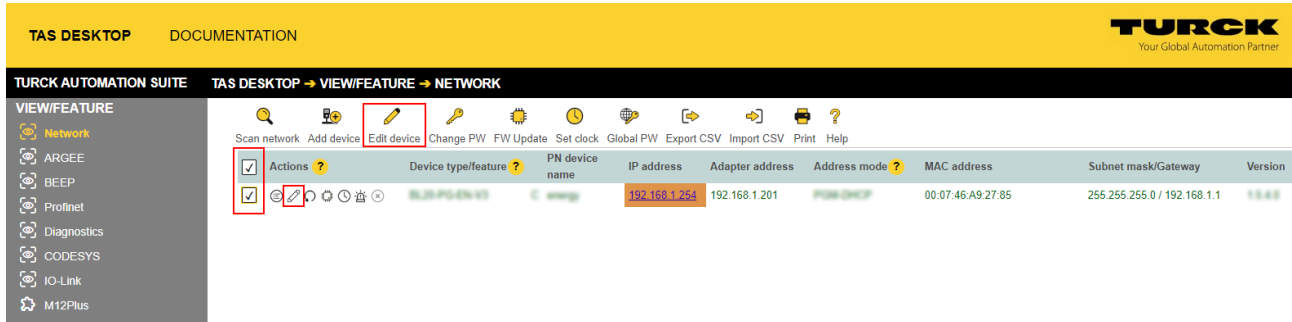 TAS DESKTOP DOCUMENTATION
TURCK
Your Global Automation Partner
TURCK AUTOMATION SUITE TAS DESKTOP ➔ VIEW/FEATURE ➔ NETWORK
VIEW/FEATURE
Network
ARGEE
BEEP
Profinet
Diagnostics
CODESYS
IO-Link
M12Plus
Scan network Add device Edit device Change PW FW Update Set clock Global PW Export CSV Import CSV Print Help
Actions ? Device type/feature ? PN device name IP address Adapter address Address mode ? MAC address Subnet mask/Gateway Version
192.168.1.254 192.168.1.201 00:07:46:A9:27:85 255.255.255.0 / 192.168.1.1